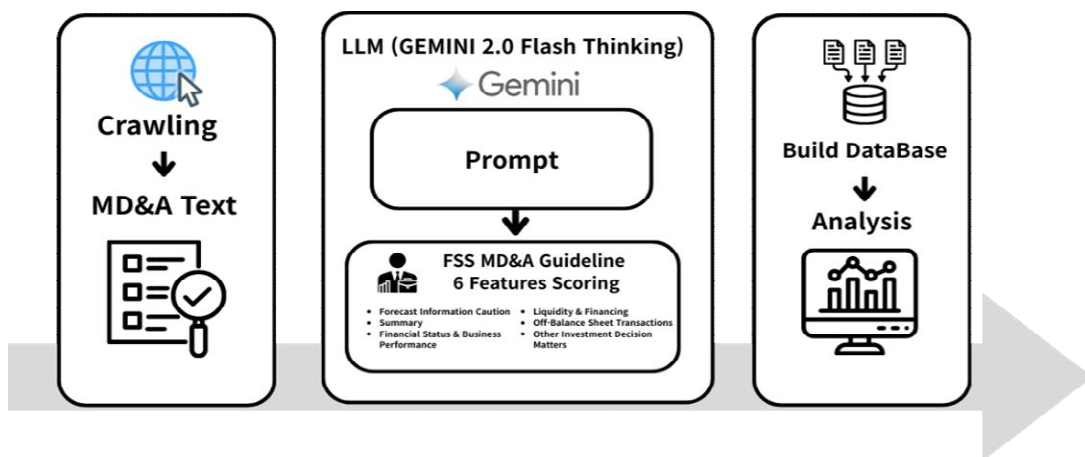 Crawling
MD&A Text
LLM (GEMINI 2.0 Flash Thinking)
Gemini
Prompt
FSS MD&A Guideline
6 Features Scoring
• Forecast Information Caution
• Summary
• Financial Status & Business
Performance
• Liquidity & Financing
• Off-Balance Sheet Transactions
• Other Investment Decision
Matters
Build DataBase
Analysis